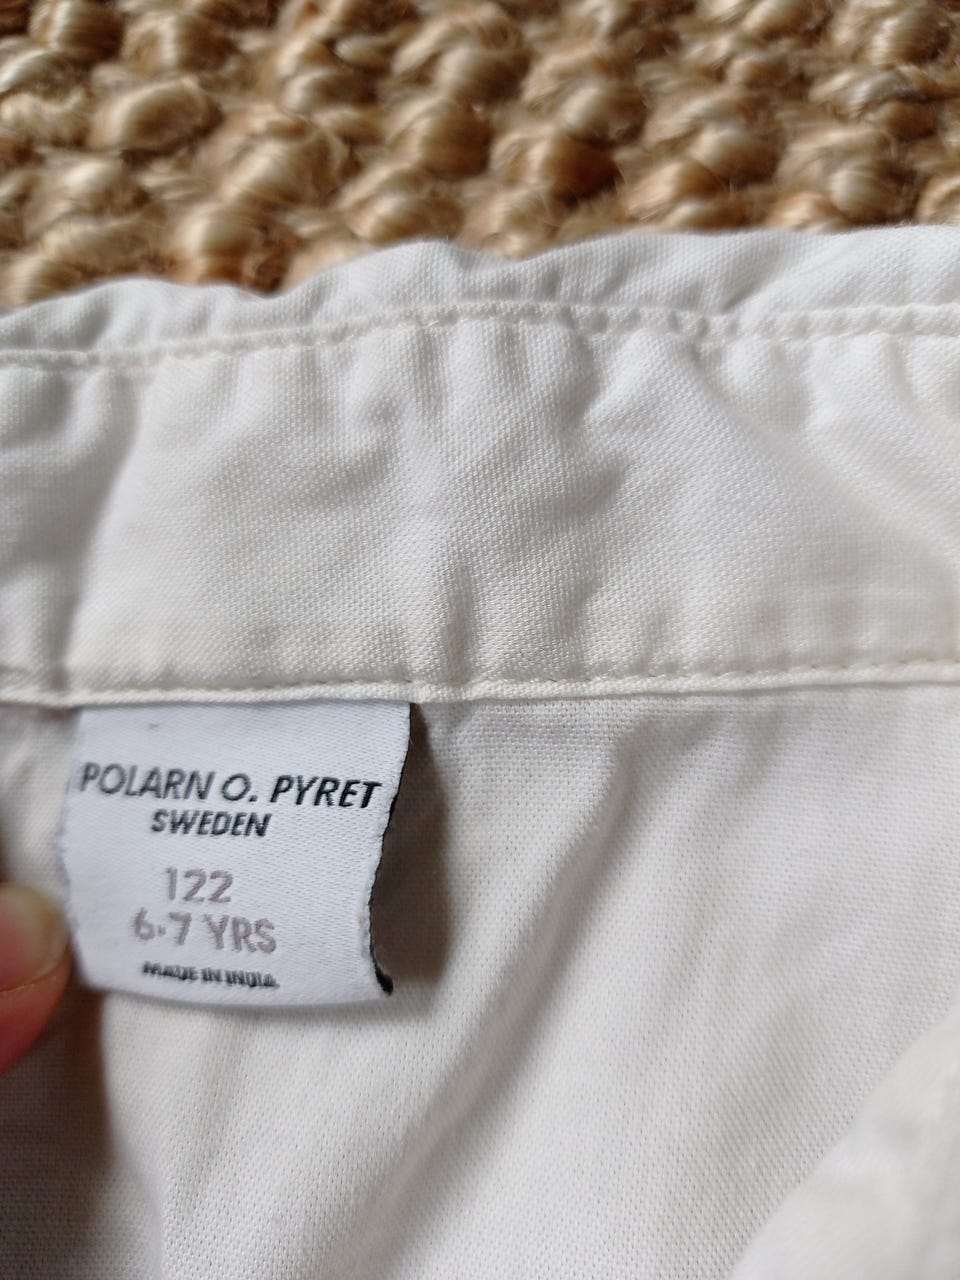 POLARN O. PYRET
SWEDEN
122
6-7 YRS
MADE IN INDIA